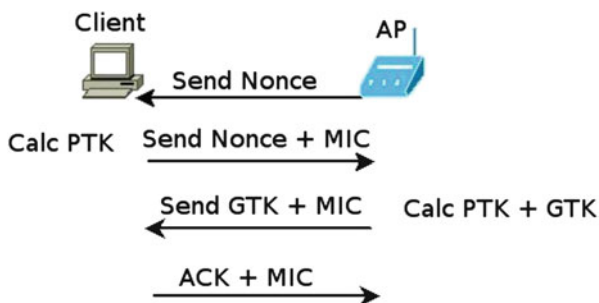 Client
AP
Send Nonce
Calc PTK
Send Nonce + MIC
Send GTK + MIC
Calc PTK + GTK
ACK + MIC